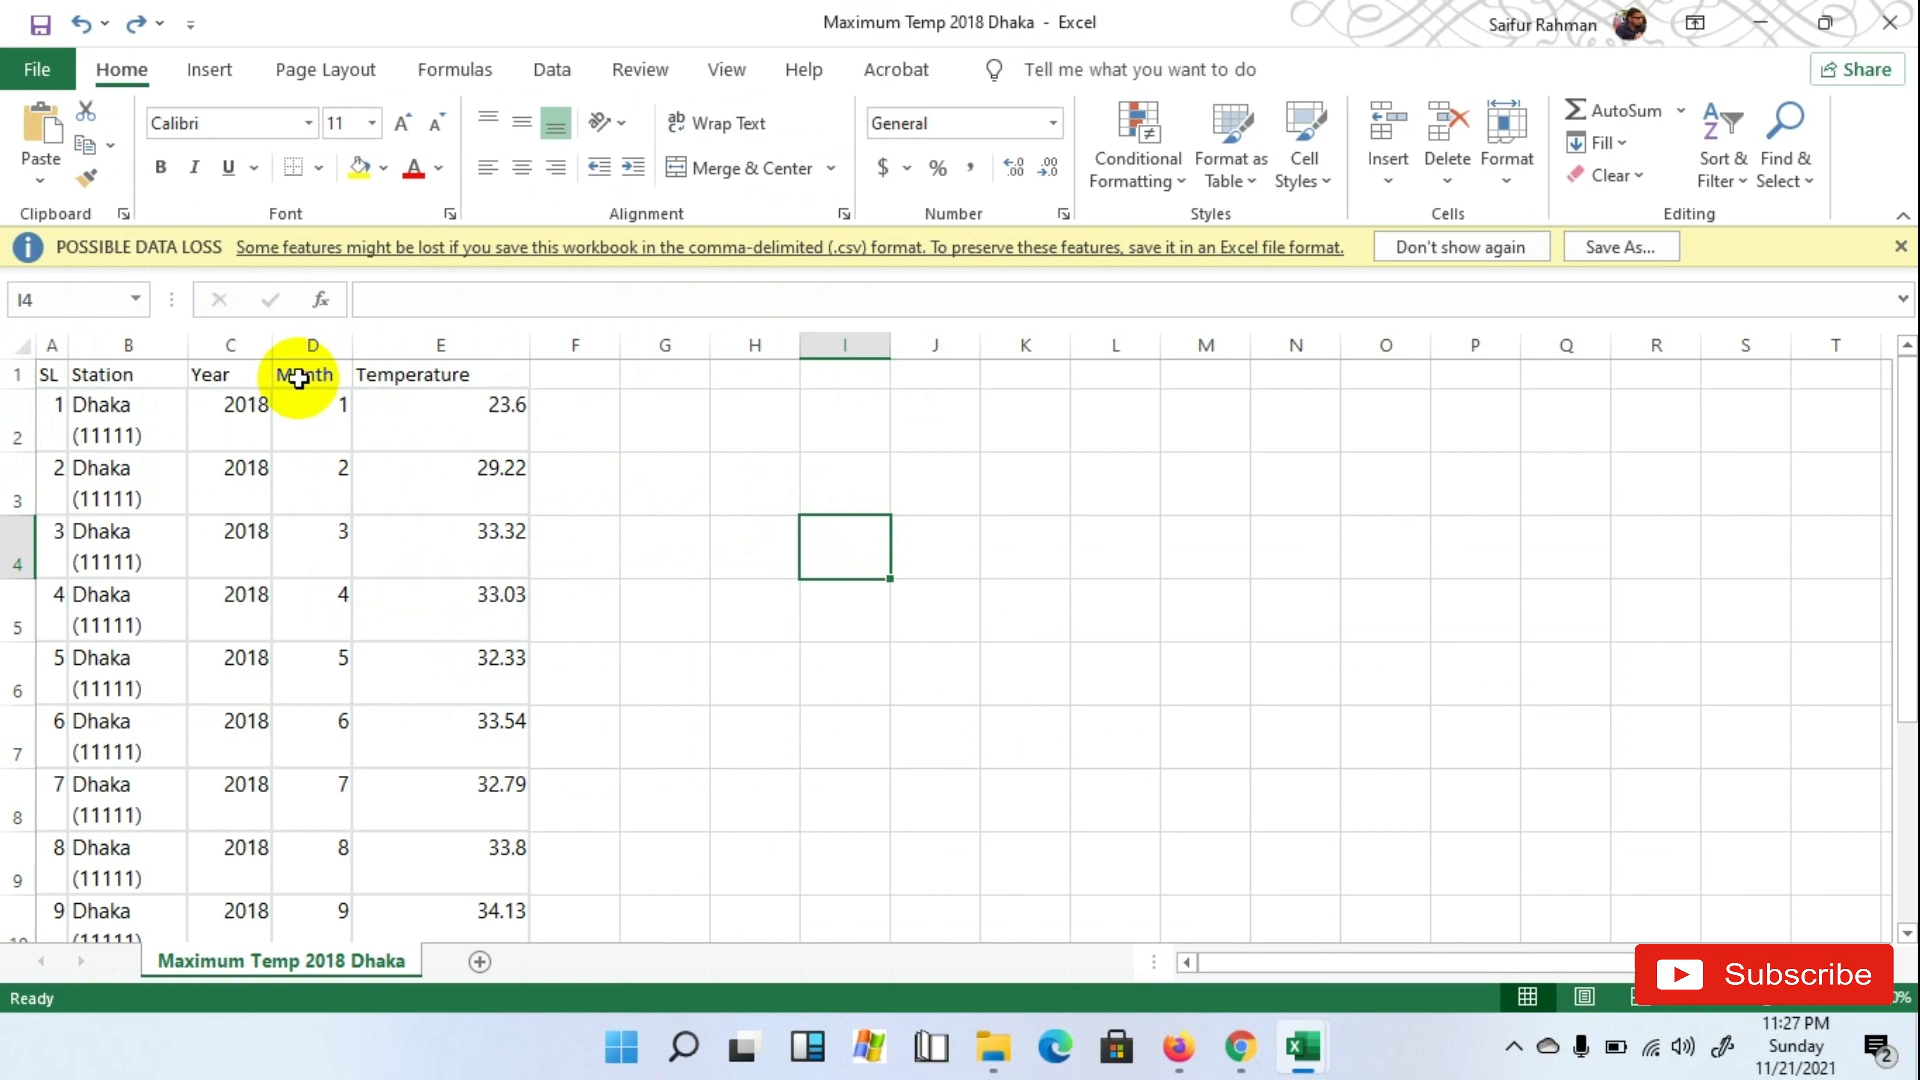 Maximum Temp 2018 Dhaka - Excel
Saifur Rahman
File Home Insert Page Layout Formulas Data Review View Help Acrobat Tell me what you want to do Share
Paste
Clipboard
Calibri 11
B I U
Font
Wrap Text
Merge & Center
Alignment
General
$ % ,
Number
Conditional Formatting
Format as Table
Cell Styles
Styles
Insert Delete Format
Cells
AutoSum
Fill
Clear
Sort & Filter
Find & Select
Editing
POSSIBLE DATA LOSS Some features might be lost if you save this workbook in the comma-delimited (.csv) format. To preserve these features, save it in an Excel file format. Don't show again Save As...
I4 fx
A B C D E F G H I J K L M N O P Q R S T
1 SL Station Year Month Temperature
2 1 Dhaka (11111) 2018 1 23.6
3 2 Dhaka (11111) 2018 2 29.22
4 3 Dhaka (11111) 2018 3 33.32
5 4 Dhaka (11111) 2018 4 33.03
6 5 Dhaka (11111) 2018 5 32.33
7 6 Dhaka (11111) 2018 6 33.54
8 7 Dhaka (11111) 2018 7 32.79
9 8 Dhaka (11111) 2018 8 33.8
9 Dhaka (11111) 2018 9 34.13
Maximum Temp 2018 Dhaka
Subscribe
Ready
11:27 PM
Sunday
11/21/2021
2